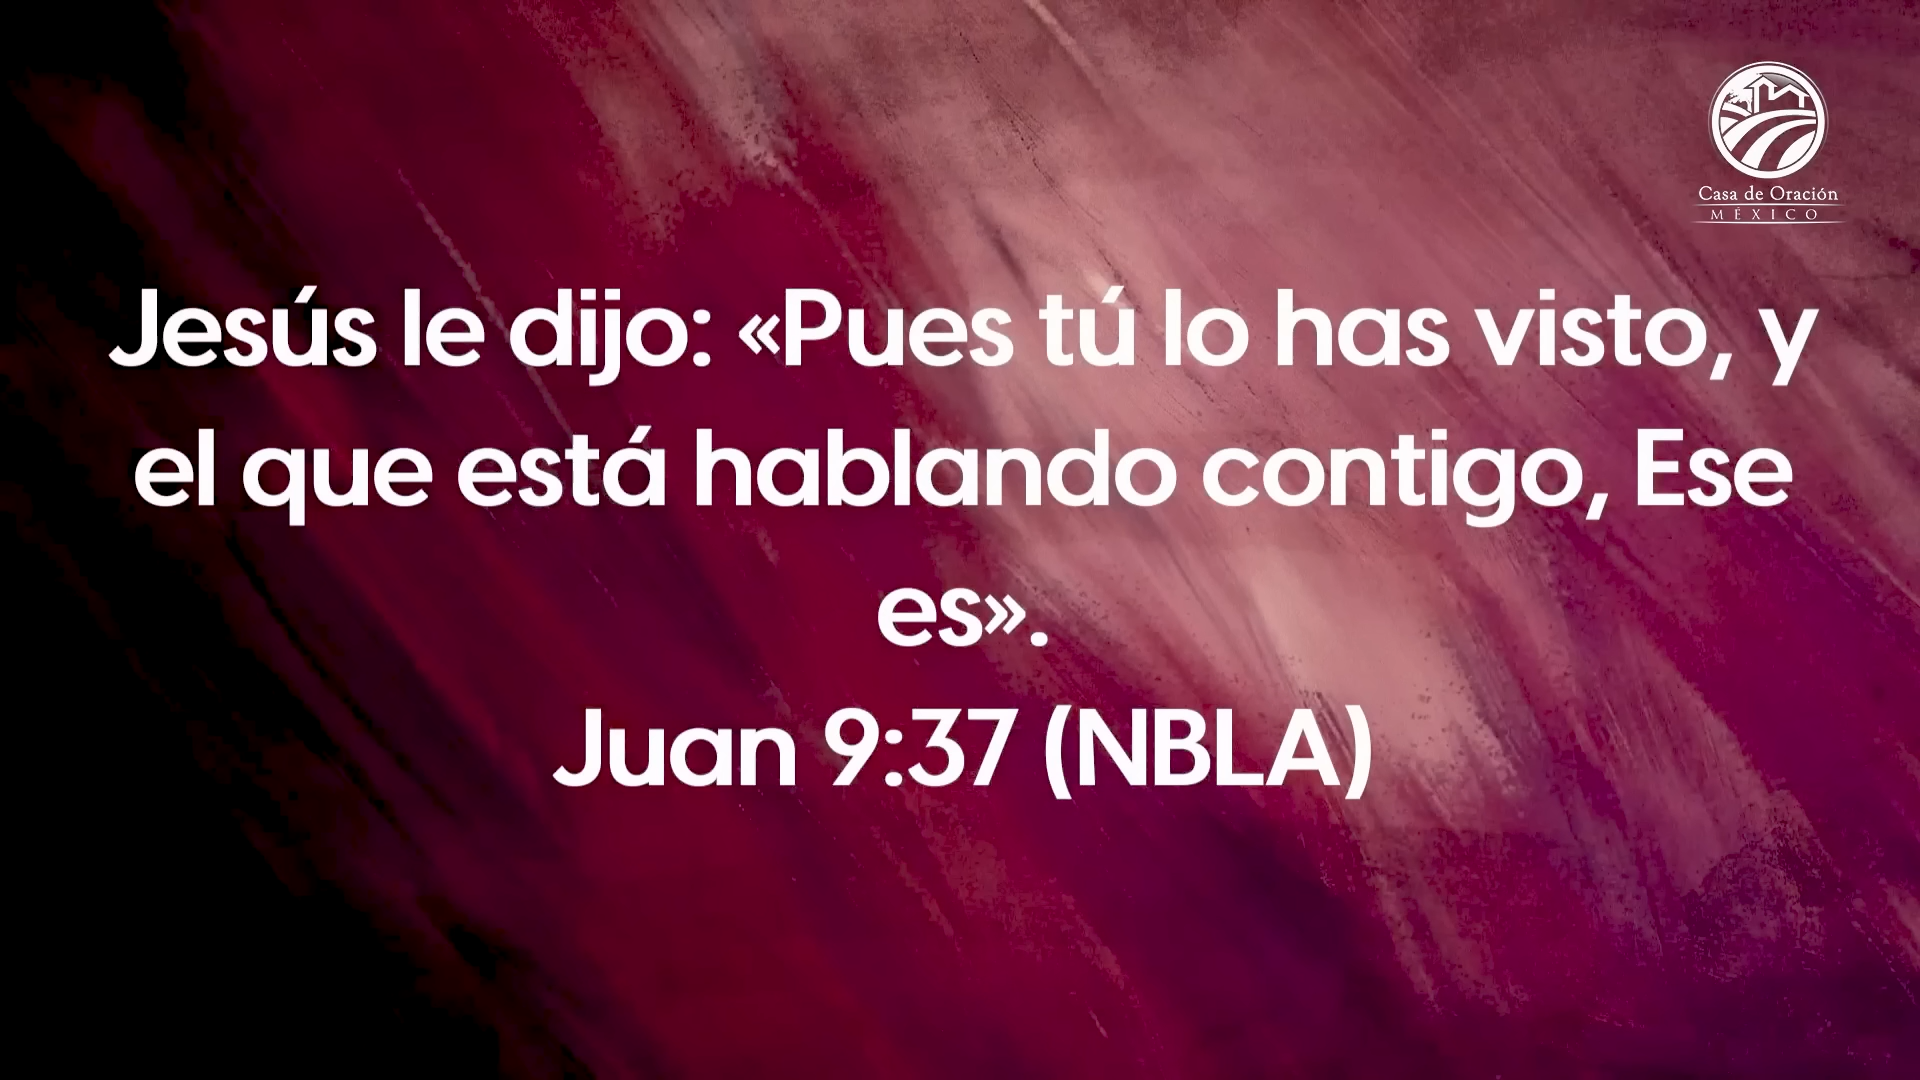 Casa de Oración
MÉXICO
Jesús le dijo: «Pues tú lo has visto, y
el que está hablando contigo, Ese
es».
Juan 9:37 (NBLA)